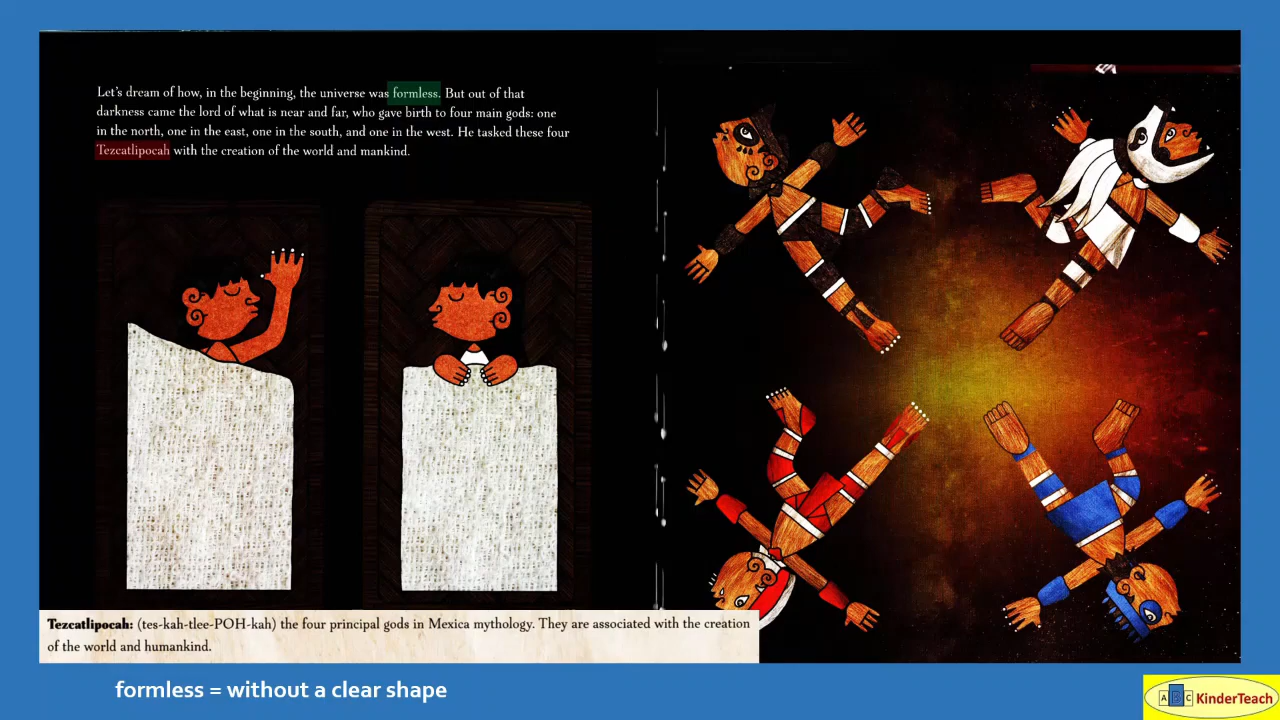 Let's dream of how, in the beginning, the universe was formless. But out of that
darkness came the lord of what is near and far, who gave birth to four main gods: one
in the north, one in the east, one in the south, and one in the west. He tasked these four
Tezcatlipocah with the creation of the world and mankind.
Tezcatlipocah: (tes-kah-tlee-POH-kah) the four principal gods in Mexica mythology. They are associated with the creation
of the world and humankind.
formless = without a clear shape
ABC KinderTeach